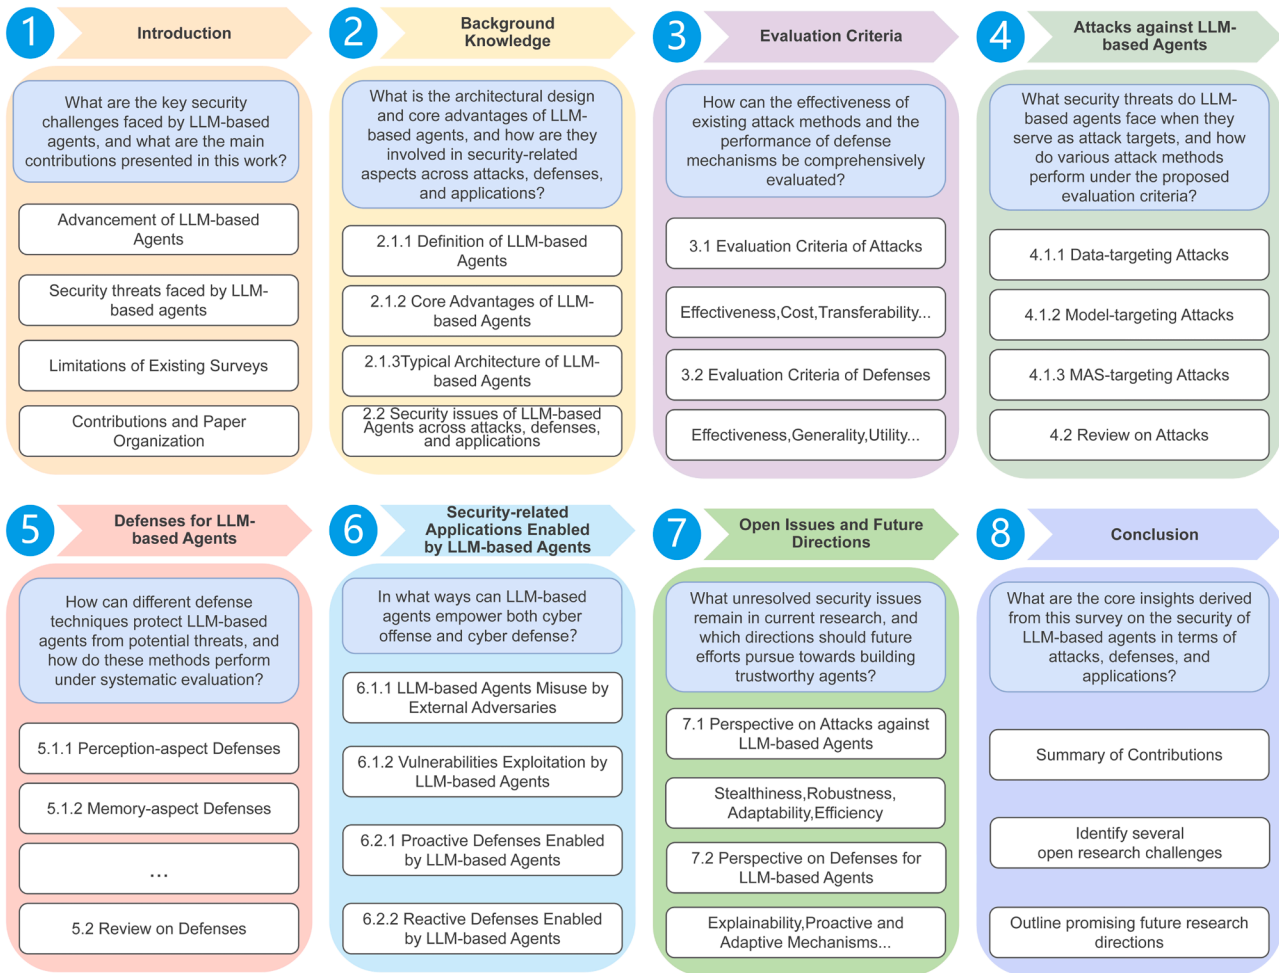 1
Introduction
What are the key security
challenges faced by LLM-based
agents, and what are the main
contributions presented in this work?
Advancement of LLM-based
Agents
Security threats faced by LLM-
based agents
Limitations of Existing Surveys
Contributions and Paper
Organization
2
Background
Knowledge
What is the architectural design
and core advantages of LLM-
based agents, and how are they
involved in security-related
aspects across attacks, defenses,
and applications?
2.1.1 Definition of LLM-based
Agents
2.1.2 Core Advantages of LLM-
based Agents
2.1.3Typical Architecture of LLM-
based Agents
2.2 Security issues of LLM-based
Agents across attacks, defenses,
and applications
3
Evaluation Criteria
How can the effectiveness of
existing attack methods and the
performance of defense
mechanisms be comprehensively
evaluated?
3.1 Evaluation Criteria of Attacks
Effectiveness,Cost,Transferability...
3.2 Evaluation Criteria of Defenses
Effectiveness,Generality,Utility...
4
Attacks against LLM-
based Agents
What security threats do LLM-
based agents face when they
serve as attack targets, and how
do various attack methods
perform under the proposed
evaluation criteria?
4.1.1 Data-targeting Attacks
4.1.2 Model-targeting Attacks
4.1.3 MAS-targeting Attacks
4.2 Review on Attacks
5
Defenses for LLM-
based Agents
How can different defense
techniques protect LLM-based
agents from potential threats, and
how do these methods perform
under systematic evaluation?
5.1.1 Perception-aspect Defenses
5.1.2 Memory-aspect Defenses
...
5.2 Review on Defenses
6
Security-related
Applications Enabled
by LLM-based Agents
In what ways can LLM-based
agents empower both cyber
offense and cyber defense?
6.1.1 LLM-based Agents Misuse by
External Adversaries
6.1.2 Vulnerabilities Exploitation by
LLM-based Agents
6.2.1 Proactive Defenses Enabled
by LLM-based Agents
6.2.2 Reactive Defenses Enabled
by LLM-based Agents
7
Open Issues and Future
Directions
What unresolved security issues
remain in current research, and
which directions should future
efforts pursue towards building
trustworthy agents?
7.1 Perspective on Attacks against
LLM-based Agents
Stealthiness,Robustness,
Adaptability,Efficiency
7.2 Perspective on Defenses for
LLM-based Agents
Explainability,Proactive and
Adaptive Mechanisms...
8
Conclusion
What are the core insights derived
from this survey on the security of
LLM-based agents in terms of
attacks, defenses, and
applications?
Summary of Contributions
Identify several
open research challenges
Outline promising future research
directions